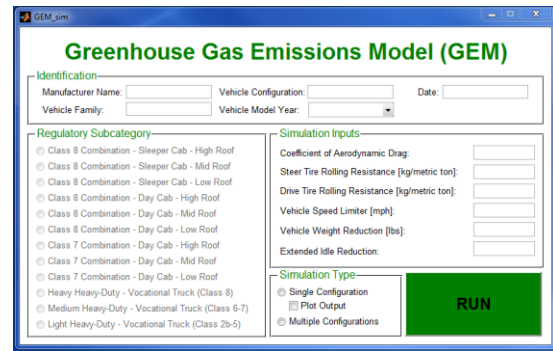 GEM_sim
Greenhouse Gas Emissions Model (GEM)
Identification
Manufacturer Name: Vehicle Configuration: Date:
Vehicle Family: Vehicle Model Year:
Regulatory Subcategory
Class 8 Combination - Sleeper Cab - High Roof
Class 8 Combination - Sleeper Cab - Mid Roof
Class 8 Combination - Sleeper Cab - Low Roof
Class 8 Combination - Day Cab - High Roof
Class 8 Combination - Day Cab - Mid Roof
Class 8 Combination - Day Cab - Low Roof
Class 7 Combination - Day Cab - High Roof
Class 7 Combination - Day Cab - Mid Roof
Class 7 Combination - Day Cab - Low Roof
Heavy Heavy-Duty - Vocational Truck (Class 8)
Medium Heavy-Duty - Vocational Truck (Class 6-7)
Light Heavy-Duty - Vocational Truck (Class 2b-5)
Simulation Inputs
Coefficient of Aerodynamic Drag:
Steer Tire Rolling Resistance [kg/metric ton]:
Drive Tire Rolling Resistance [kg/metric ton]:
Vehicle Speed Limiter [mph]:
Vehicle Weight Reduction [lbs]:
Extended Idle Reduction:
Simulation Type
Single Configuration
Plot Output
Multiple Configurations
RUN